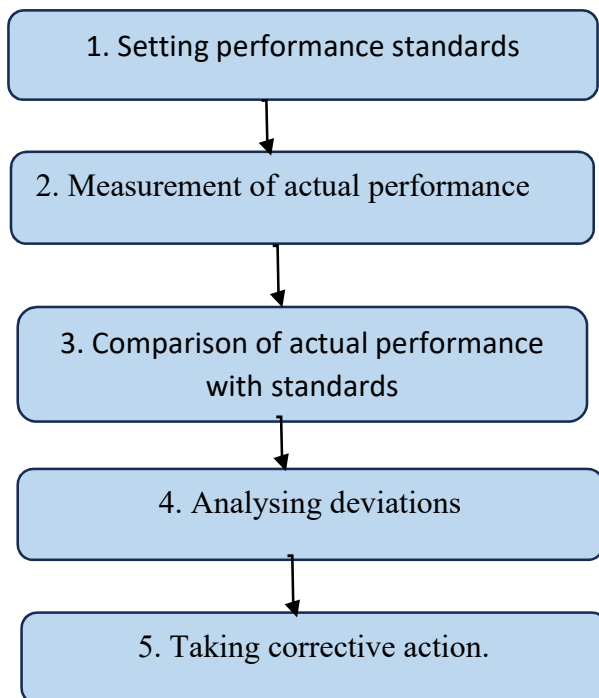 1. Setting performance standards
2. Measurement of actual performance
3. Comparison of actual performance
with standards
4. Analysing deviations
5. Taking corrective action.